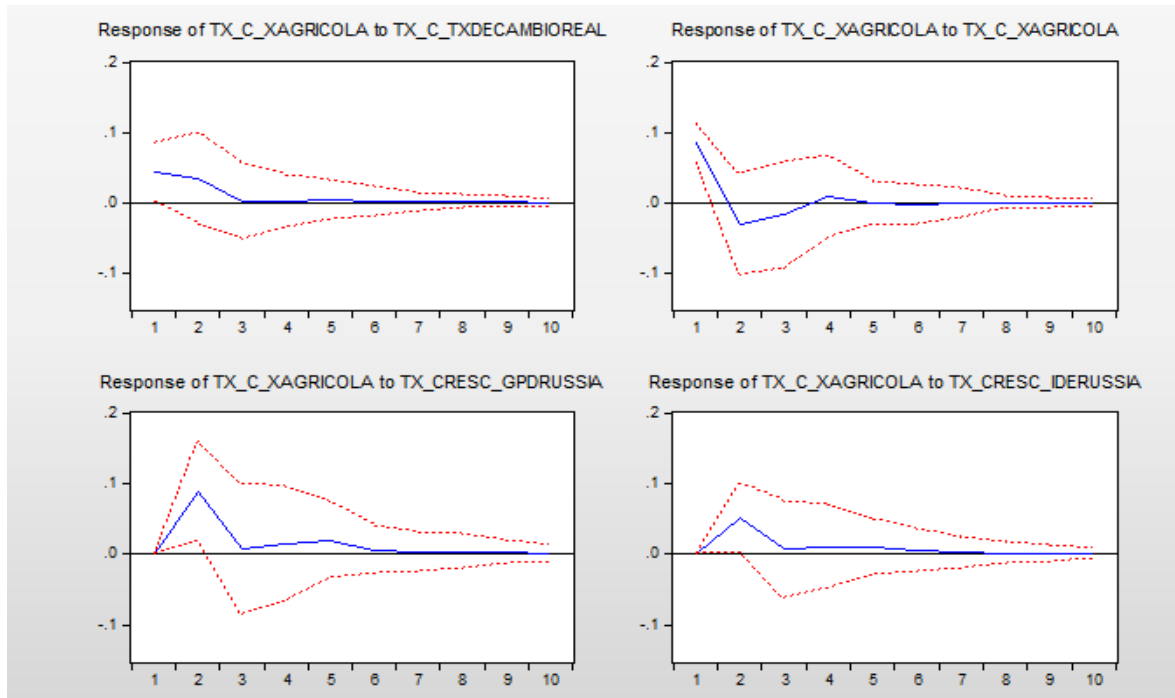 Response of TX_C_XAGRICOLA to TX_C_TXDECAMBIOREAL
.2
.1
.0
-.1
1 2 3 4 5 6 7 8 9 10
Response of TX_C_XAGRICOLA to TX_C_XAGRICOLA
.2
.1
.0
-.1
1 2 3 4 5 6 7 8 9 10
Response of TX_C_XAGRICOLA to TX_CRESC_GPDRUSSIA
.2
.1
.0
-.1
1 2 3 4 5 6 7 8 9 10
Response of TX_C_XAGRICOLA to TX_CRESC_IDERUSSIA
.2
.1
.0
-.1
1 2 3 4 5 6 7 8 9 10